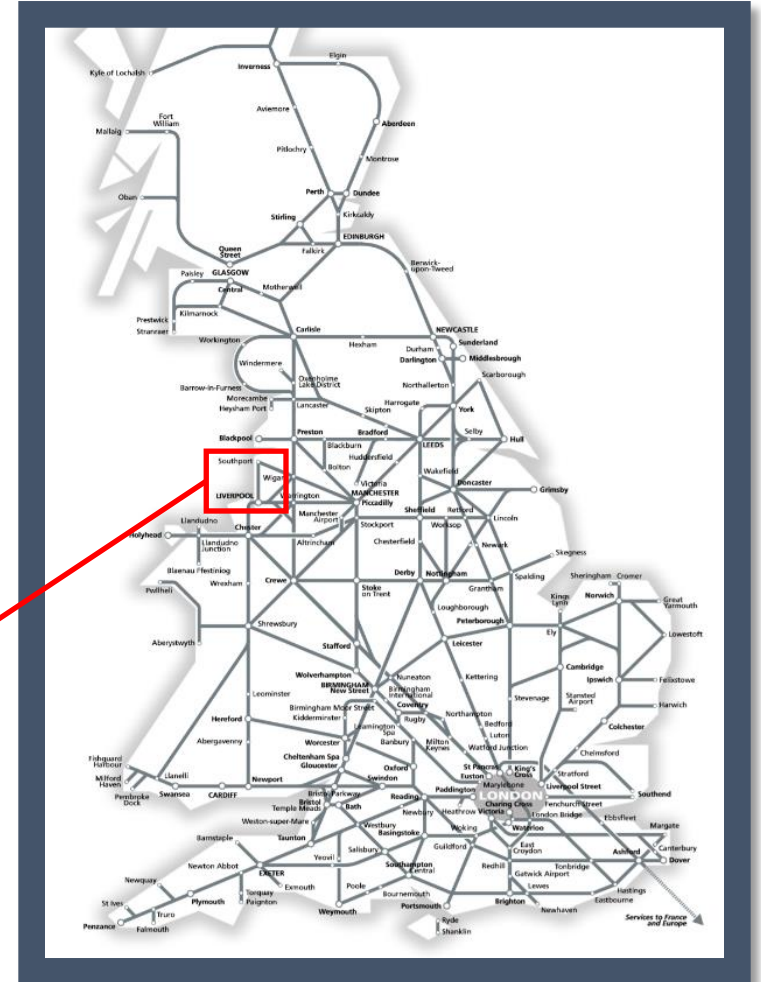 Elgin
Inverness
Kyle of Lochalsh
Aviemore
Fort
William
Mallaig
Aberdeen
Pitlochry
Montrose
Perth
Dundee
Oban
Stirling
Kirkcaldy
EDINBURGH
Queen
Street
Falkirk
Berwick-
upon-Tweed
Paisley
GLASGOW
Central
Motherwell
Prestwick
Kilmarnock
Stranraer
Carlisle
NEWCASTLE
Workington
Hexham
Sunderland
Durham
Darlington
Middlesbrough
Windermere
Scarborough
Oxenholme
Lake District
Barrow-in-Furness
Northallerton
Morecambe
Lancaster
Harrogate
Heysham Port
Skipton
York
Blackpool
Preston
Bradford
Selby
Hull
Blackburn
LEEDS
Southport
Huddersfield
Bolton
Wigan
Victoria
Wakefield
MANCHESTER
Piccadilly
Doncaster
Grimsby
LIVERPOOL
Warrington
Manchester
Airport
Sheffield
Retford
Llandudno
Stockport
Worksop
Lincoln
Holyhead
Chester
Llandudno
Junction
Altrincham
Chesterfield
Newark
Skegness
Blaenau Ffestiniog
Derby
Nottingham
Pwllheli
Wrexham
Crewe
Stoke
on Trent
Grantham
Spalding
Sheringham
Cromer
Kings
Lynn
Norwich
Great
Yarmouth
Loughborough
Peterborough
Aberystwyth
Shrewsbury
Stafford
Leicester
Ely
Lowestoft
Wolverhampton
Nuneaton
Kettering
Cambridge
BIRMINGHAM
New Street
Birmingham
International
Ipswich
Felixstowe
Leominster
Coventry
Stevenage
Stansted
Airport
Birmingham Moor Street
Northampton
Harwich
Hereford
Kidderminster
Rugby
Bedford
Leamington
Spa
Colchester
Abergavenny
Worcester
Banbury
Milton
Keynes
Luton
Watford Junction
Chelmsford
Fishguard
Harbour
Cheltenham Spa
Gloucester
Oxford
St Pancras
King's
Cross
Euston
Stratford
Milford
Haven
Llanelli
Newport
Swindon
Marylebone
Liverpool Street
Pembroke
Dock
Swansea
CARDIFF
Bristol Parkway
Reading
Paddington
LONDON
Southend
Bristol
Temple Meads
Bath
Charing Cross
Fenchurch Street
Weston-super-Mare
Newbury
Heathrow
Victoria
London Bridge
Ebbsfleet
Barnstaple
Taunton
Westbury
Basingstoke
Woking
Waterloo
Margate
Yeovil
Salisbury
Guildford
East
Croydon
Canterbury
Newton Abbot
Southampton
Central
Redhill
Tonbridge
Ashford
Dover
Newquay
EXETER
Gatwick Airport
Exmouth
Poole
Bournemouth
Lewes
Hastings
St Ives
Plymouth
Torquay
Paignton
Portsmouth
Brighton
Eastbourne
Truro
Weymouth
Newhaven
Penzance
Falmouth
Ryde
Shanklin
Services to France
and Europe